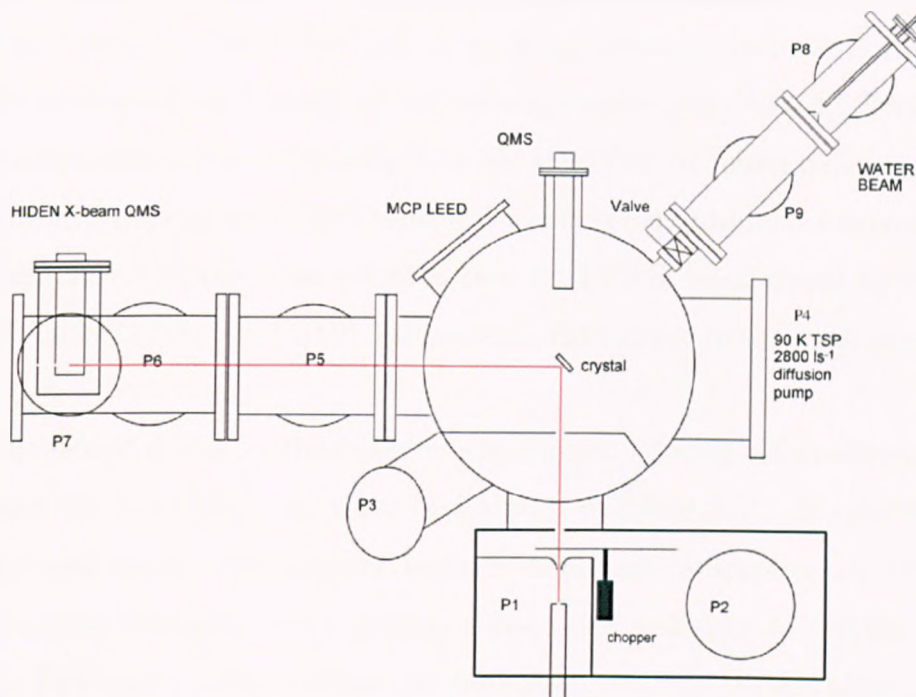 P8
QMS
WATER
BEAM
Valve
MCP LEED
P9
HIDEN X-beam QMS
P4
90 K TSP
2800 ls⁻¹
diffusion
pump
P6
P5
crystal
P7
P3
P1
P2
chopper